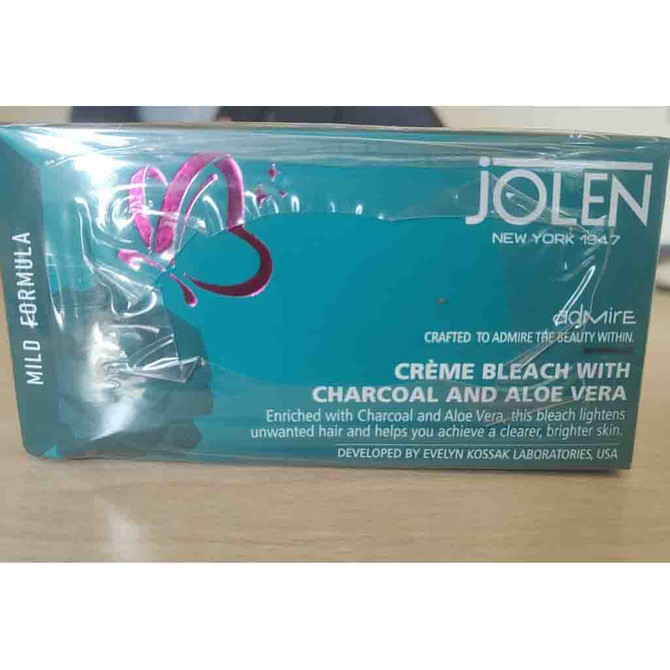 MILD FORMULA
JOLEN
NEW YORK 1947
admire
CRAFTED TO ADMIRE THE BEAUTY WITHIN.
CRÈME BLEACH WITH
CHARCOAL AND ALOE VERA
Enriched with Charcoal and Aloe Vera, this bleach lightens
unwanted hair and helps you achieve a clearer, brighter skin.
DEVELOPED BY EVELYN KOSSAK LABORATORIES, USA